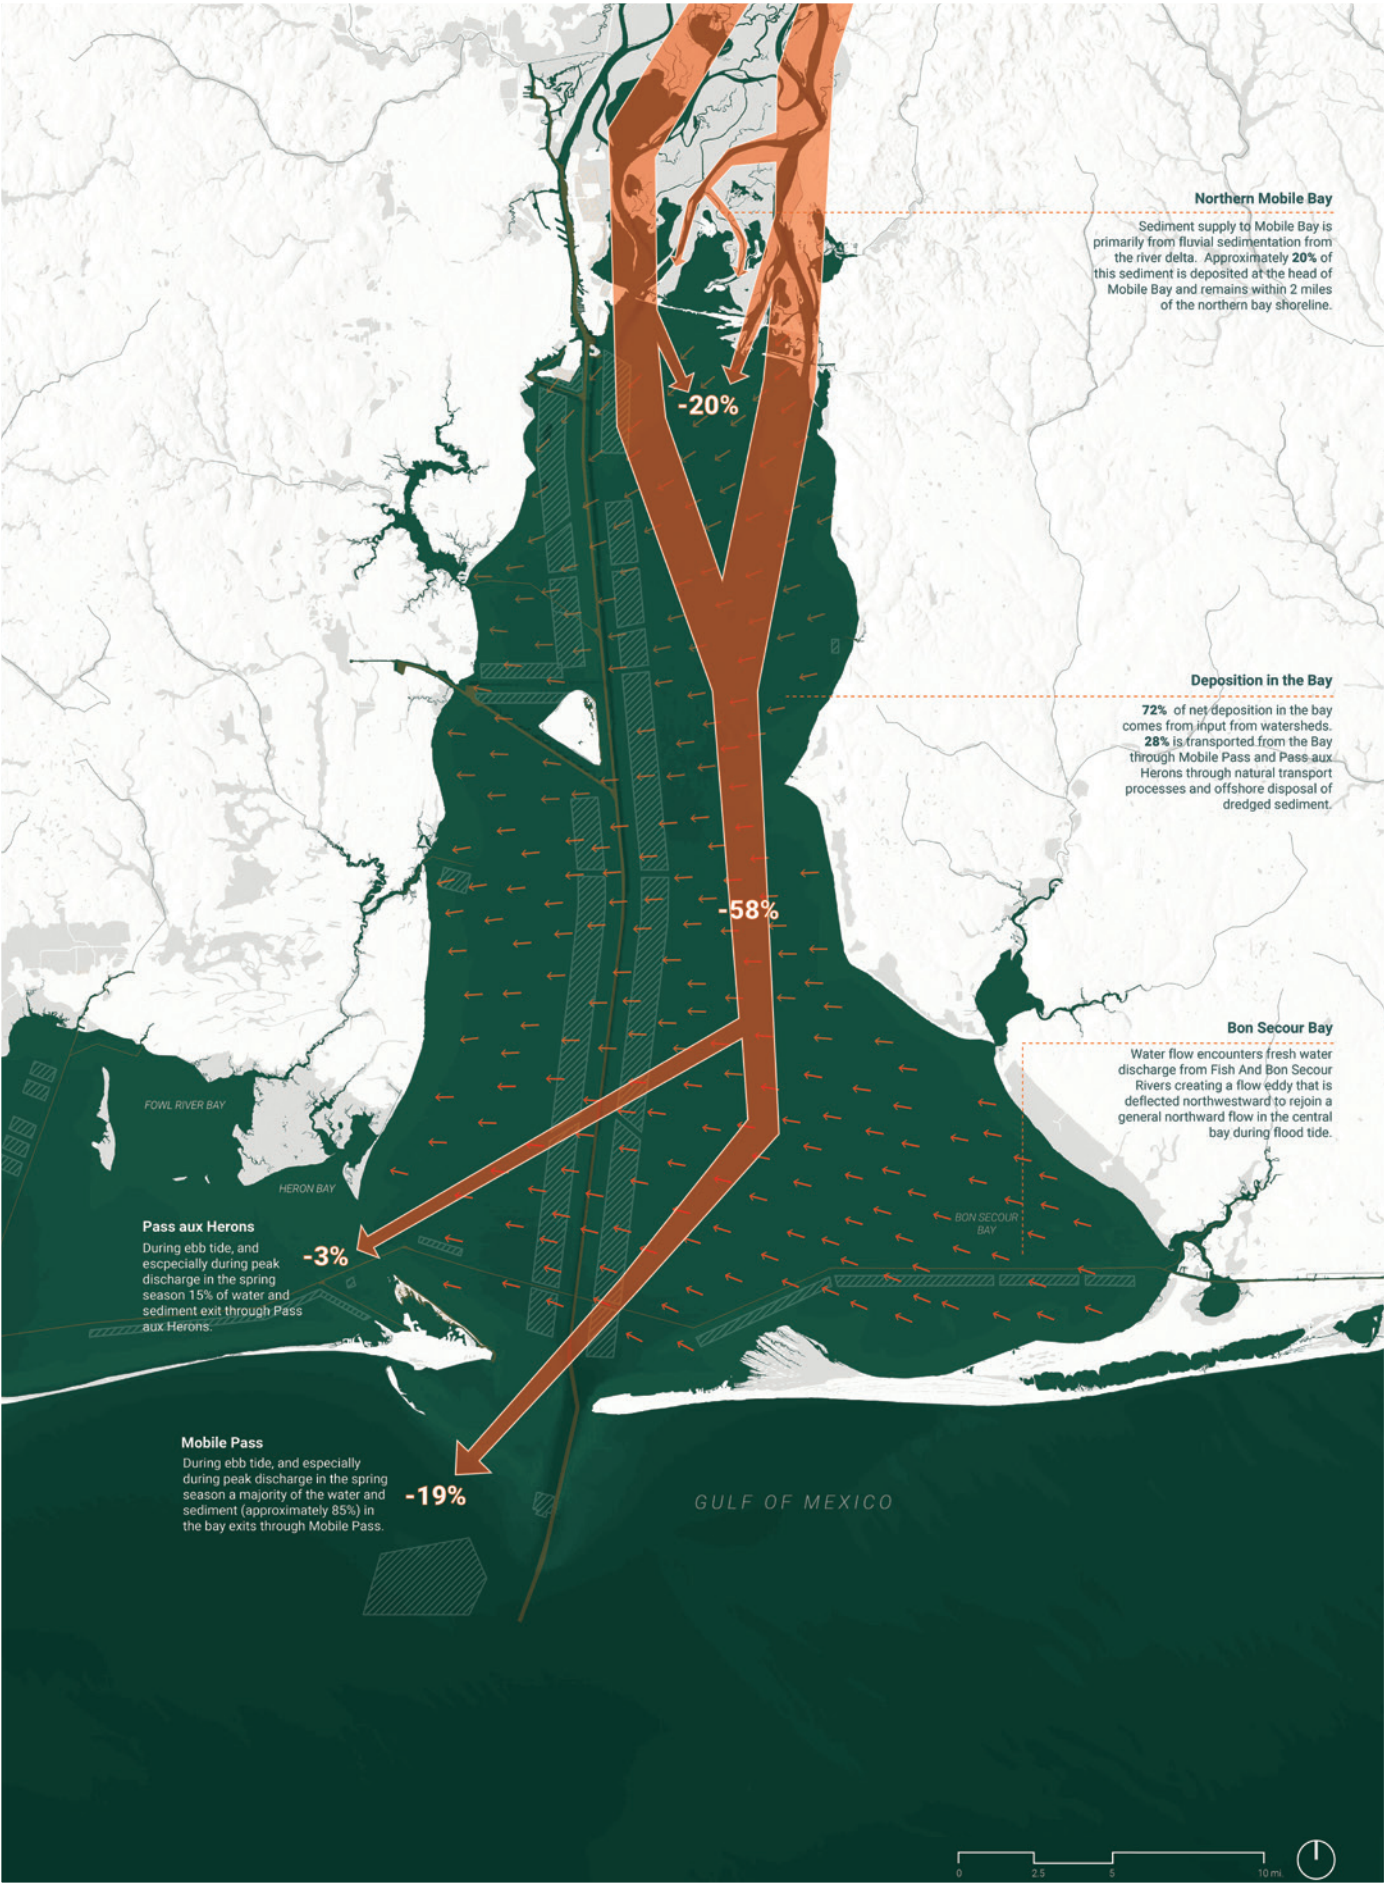 Northern Mobile Bay
Sediment supply to Mobile Bay is
primarily from fluvial sedimentation from
the river delta. Approximately 20% of
this sediment is deposited at the head of
Mobile Bay and remains within 2 miles
of the northern bay shoreline.
-20%
Deposition in the Bay
72% of net deposition in the bay
comes from input from watersheds.
28% is transported from the Bay
through Mobile Pass and Pass aux
Herons through natural transport
processes and offshore disposal of
dredged sediment.
-58%
Bon Secour Bay
Water flow encounters fresh water
discharge from Fish And Bon Secour
Rivers creating a flow eddy that is
deflected northwestward to rejoin a
general northward flow in the central
bay during flood tide.
FOWL RIVER BAY
HERON BAY
BON SECOUR
BAY
Pass aux Herons
During ebb tide, and
escpecially during peak
discharge in the spring
season 15% of water and
sediment exit through Pass
aux Herons.
-3%
Mobile Pass
During ebb tide, and especially
during peak discharge in the spring
season a majority of the water and
sediment (approximately 85%) in
the bay exits through Mobile Pass.
-19%
GULF OF MEXICO
0 2.5 5 10 mi.